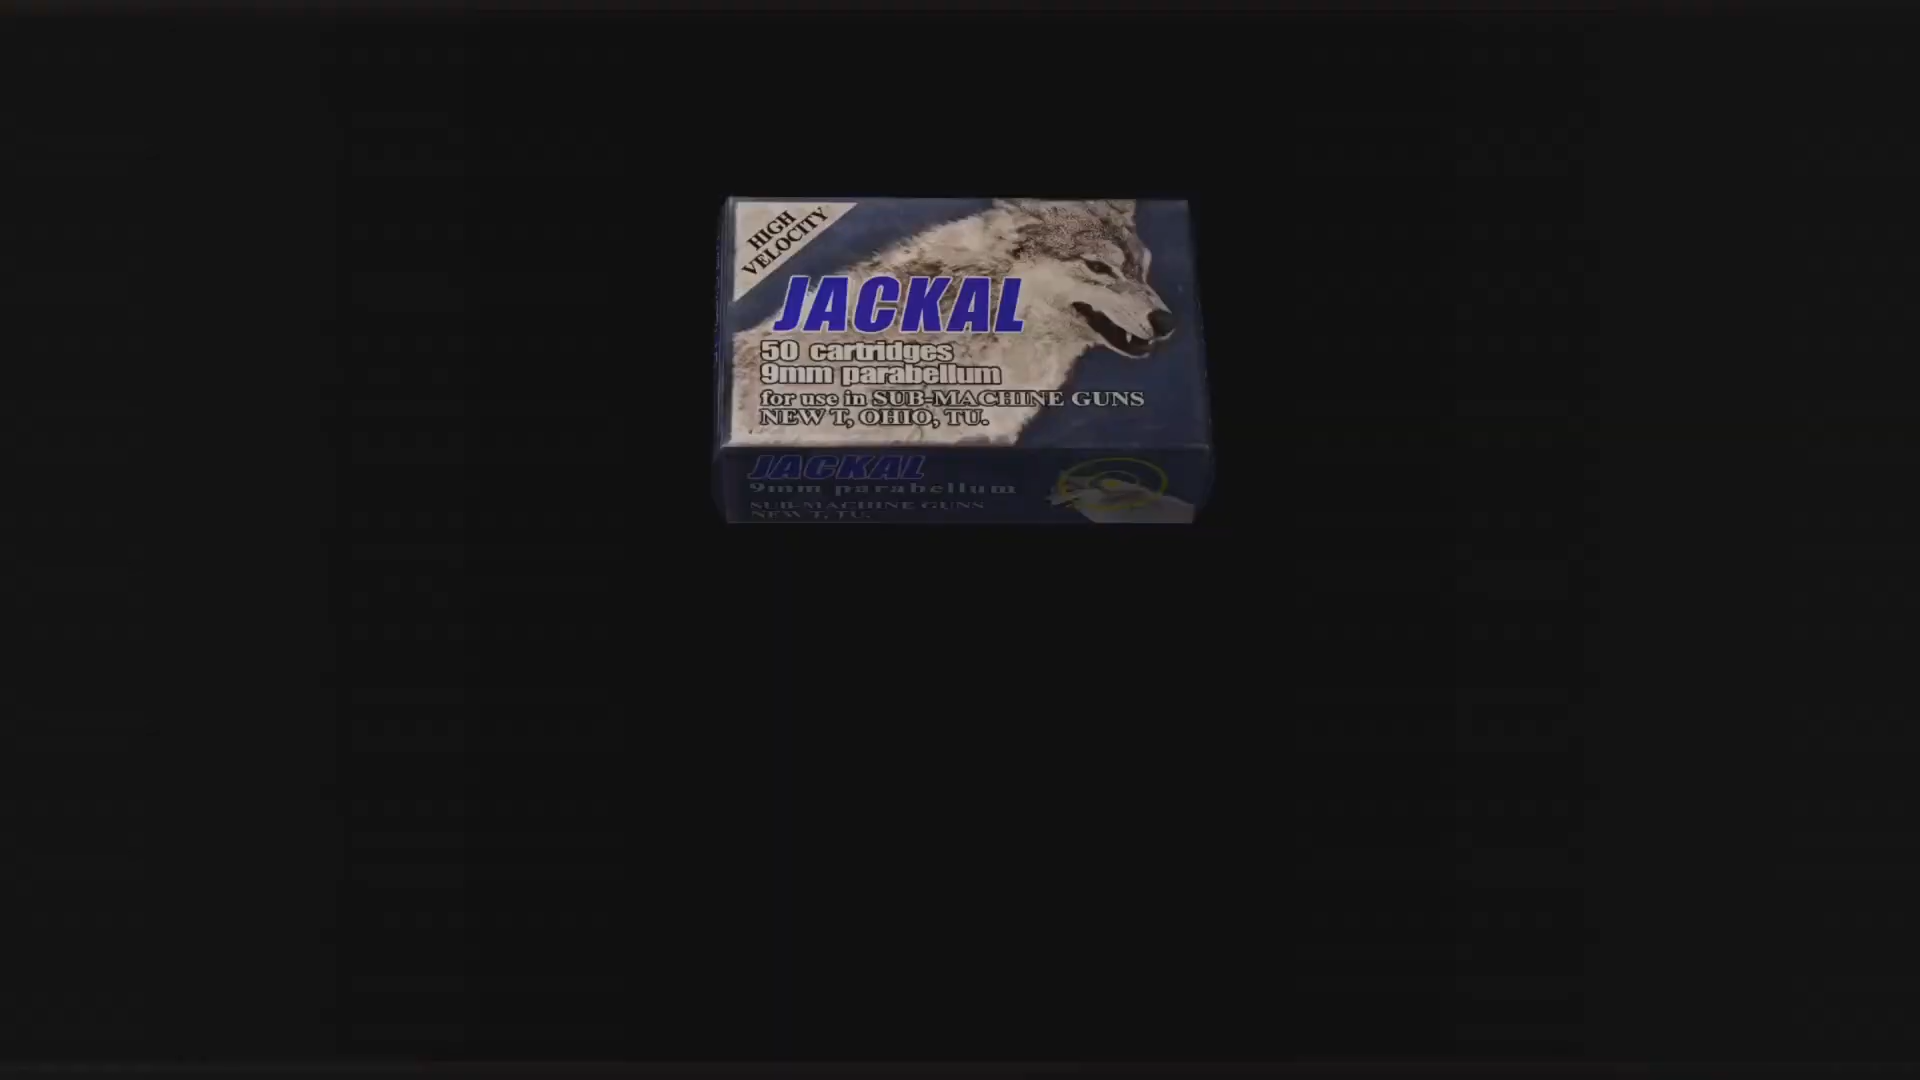 HIGH
VELOCITY
JACKAL
50 cartridges
9mm parabellum
for use in SUB-MACHINE GUNS
NEW T, OHIO, TU.
JACKAL
9mm parabellum
SUB-MACHINE GUNS
NEW T, TU.